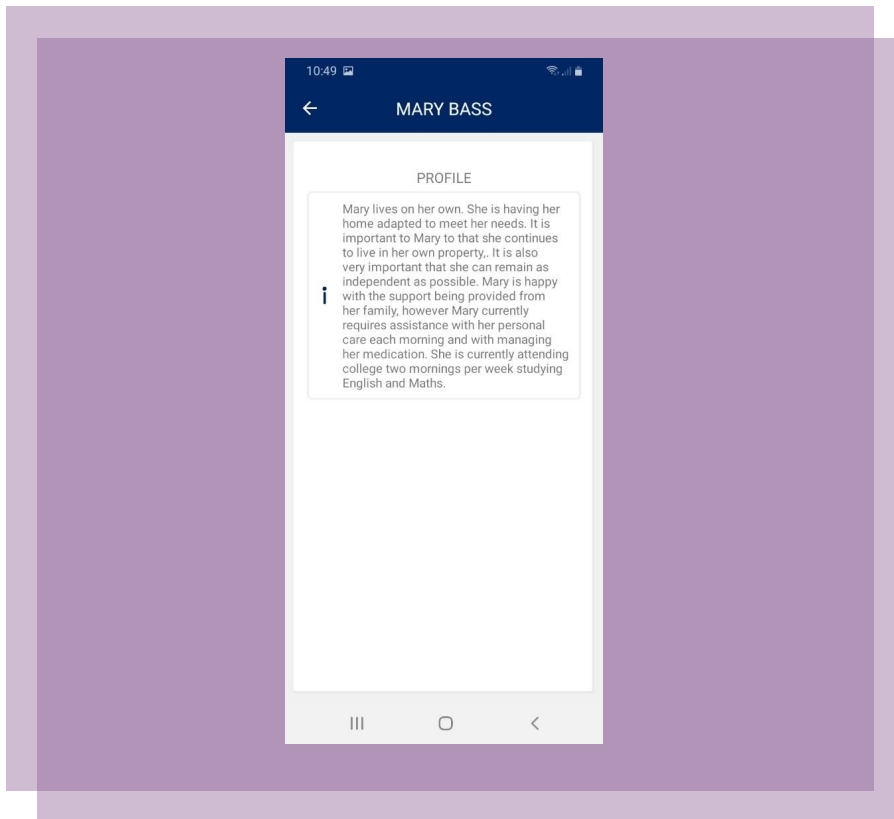 10:49
MARY BASS
PROFILE
Mary lives on her own. She is having her
home adapted to meet her needs. It is
important to Mary to that she continues
to live in her own property,. It is also
very important that she can remain as
independent as possible. Mary is happy
with the support being provided from
her family, however Mary currently
requires assistance with her personal
care each morning and with managing
her medication. She is currently attending
college two mornings per week studying
English and Maths.